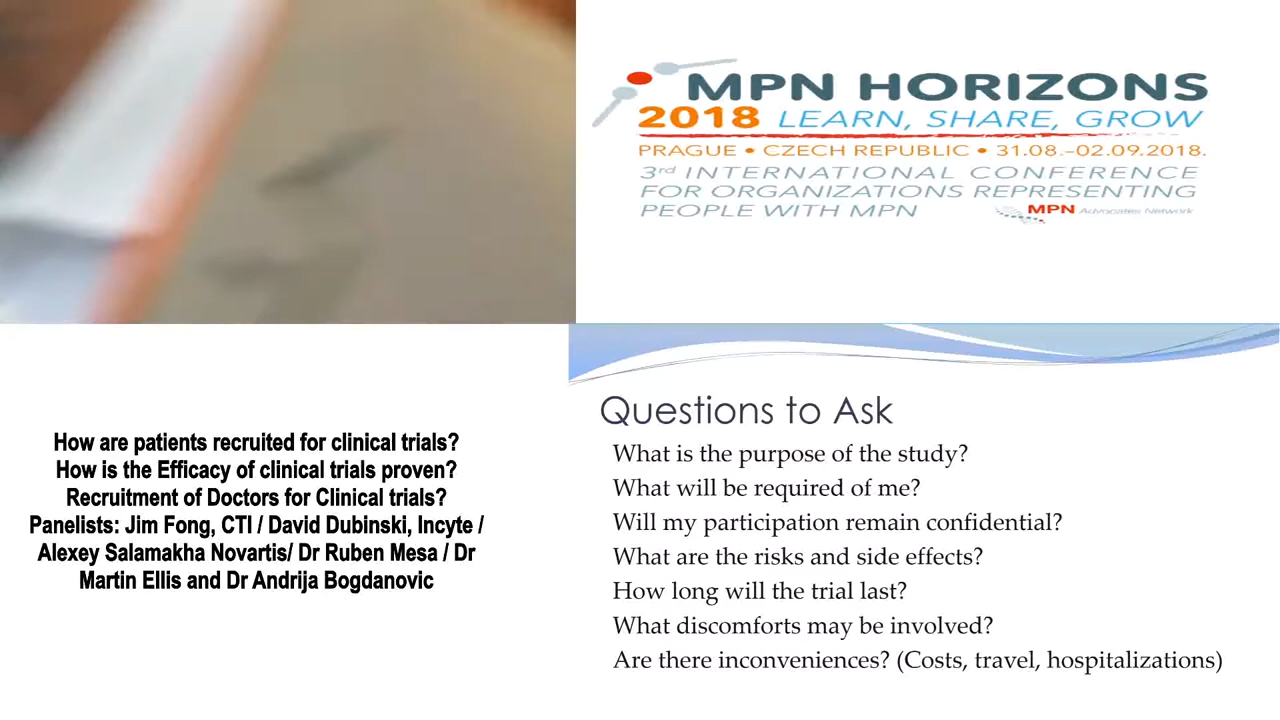 MPN HORIZONS
2018 LEARN, SHARE, GROW
PRAGUE • CZECH REPUBLIC • 31.08.-02.09.2018.
3rd INTERNATIONAL CONFERENCE
FOR ORGANIZATIONS REPRESENTING
PEOPLE WITH MPN
MPN Advocates Network
How are patients recruited for clinical trials?
How is the Efficacy of clinical trials proven?
Recruitment of Doctors for Clinical trials?
Panelists: Jim Fong, CTI / David Dubinski, Incyte /
Alexey Salamakha Novartis/ Dr Ruben Mesa / Dr
Martin Ellis and Dr Andrija Bogdanovic
Questions to Ask
What is the purpose of the study?
What will be required of me?
Will my participation remain confidential?
What are the risks and side effects?
How long will the trial last?
What discomforts may be involved?
Are there inconveniences? (Costs, travel, hospitalizations)